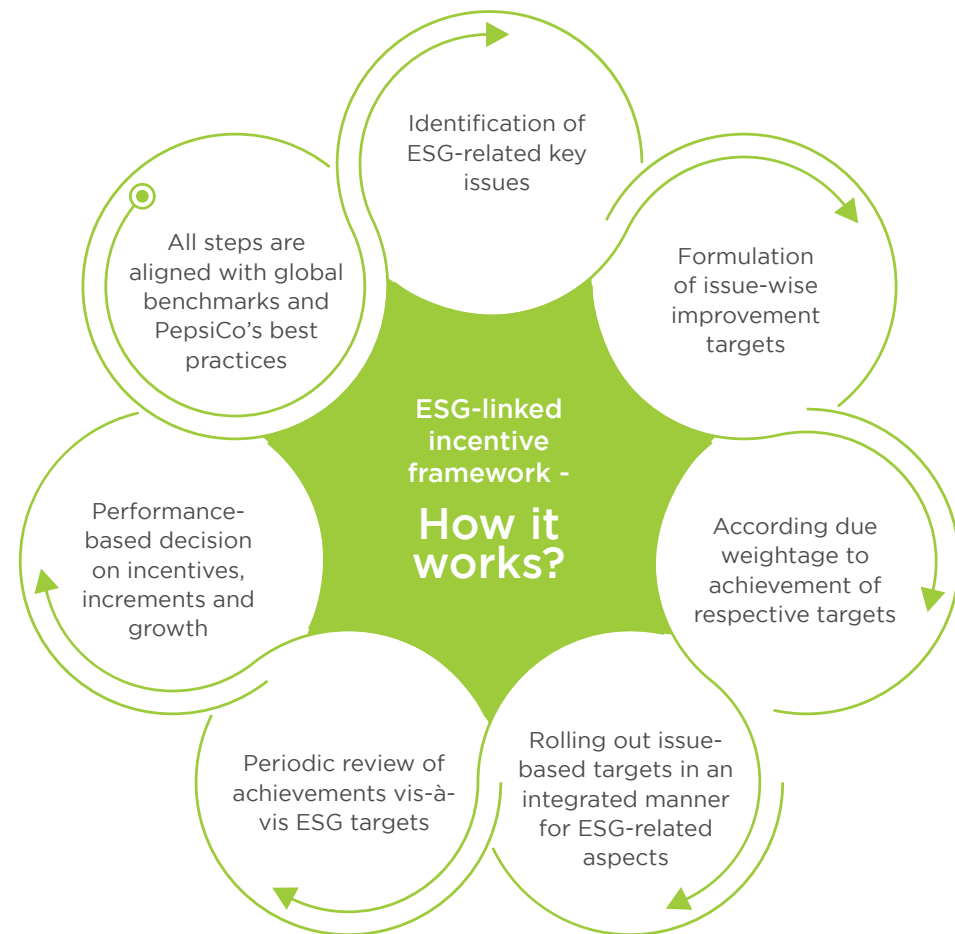 Identification of
ESG-related key
issues
Formulation
of issue-wise
improvement
targets
According due
weightage to
achievement of
respective targets
Rolling out issue-
based targets in an
integrated manner
for ESG-related
aspects
Periodic review of
achievements vis-à-
vis ESG targets
Performance-
based decision
on incentives,
increments and
growth
All steps are
aligned with global
benchmarks and
PepsiCo's best
practices
ESG-linked
incentive
framework -
How it
works?